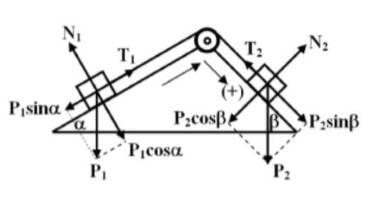 N₁
T₁
T₂
N₂
P₁sinα
(+)
P₂cosβ
β
P₂sinβ
α
P₁cosα
P₁
P₂